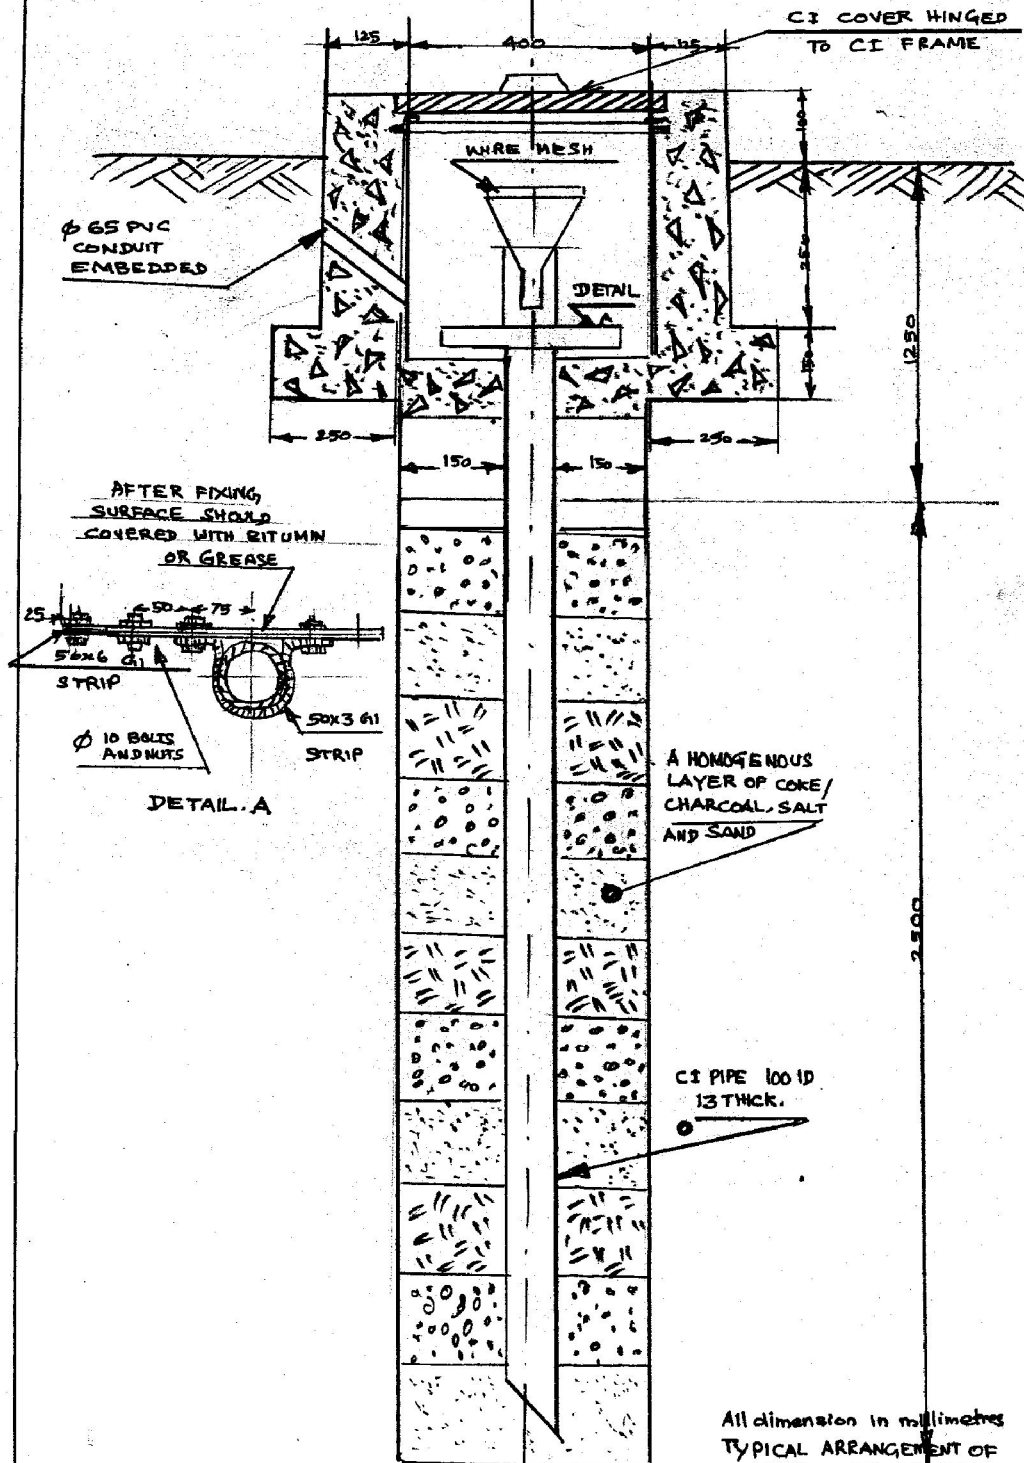 CI COVER HINGED
TO CI FRAME
125
400
125
100
WIRE MESH
φ 65 PVC
CONDUIT
EMBEDDED
250
DETAIL
A
1250
150
250
250
150
150
AFTER FIXING,
SURFACE SHOULD
COVERED WITH BITUMIN
OR GREASE
25
50
75
50x6 GI
STRIP
50x3 GI
STRIP
φ 10 BOLTS
AND NUTS
DETAIL.A
A HOMOGENOUS
LAYER OF COKE/
CHARCOAL, SALT
AND SAND
2500
CI PIPE 100 ID
13 THICK.
All dimension in millimetres
TYPICAL ARRANGEMENT OF